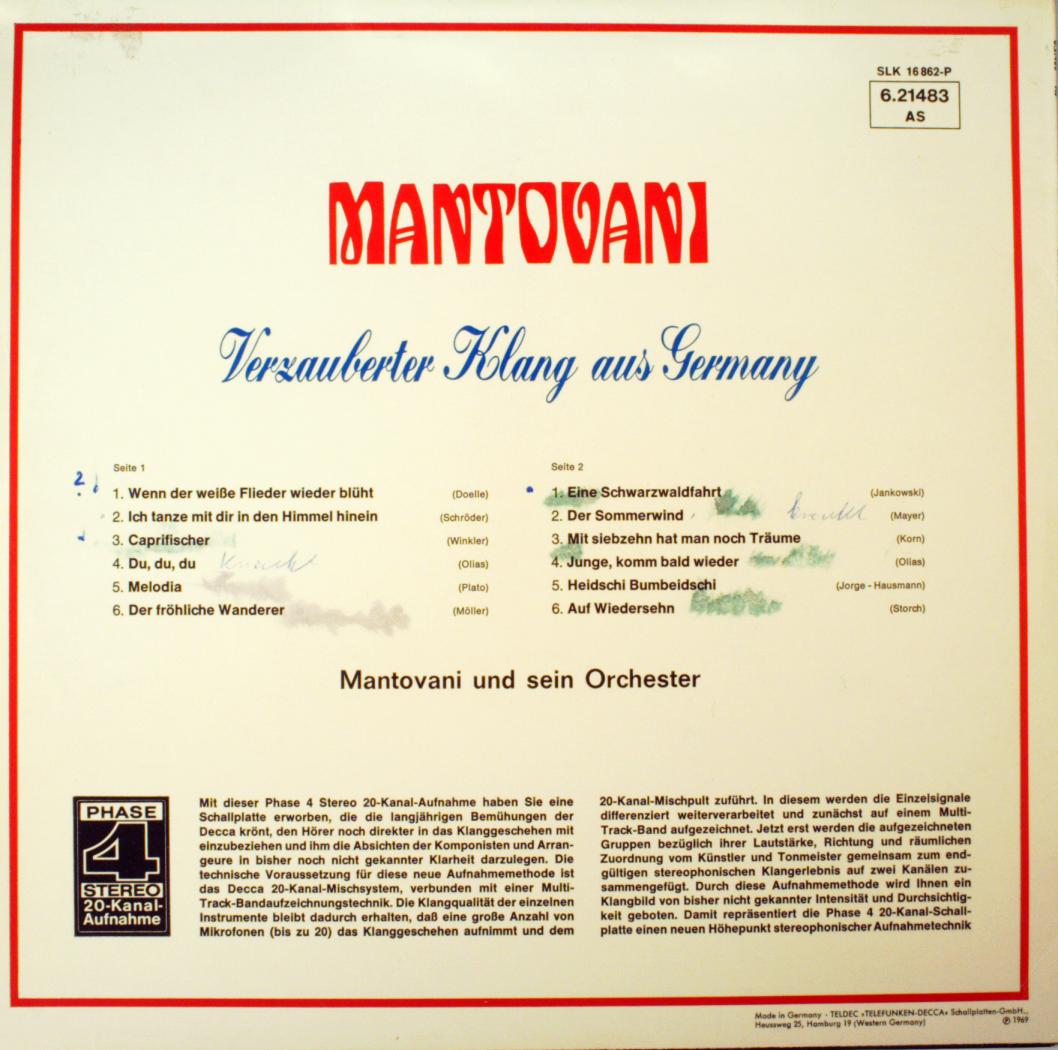 SLK 16862-P
6.21483
AS
MANTOVANI
Verzauberter Klang aus Germany
Seite 1
2
1. Wenn der weiße Flieder wieder blüht (Doelle)
2. Ich tanze mit dir in den Himmel hinein (Schröder)
3. Caprifischer (Winkler)
4. Du, du, du (Olias)
5. Melodia (Plato)
6. Der fröhliche Wanderer (Möller)
Seite 2
1. Eine Schwarzwaldfahrt (Jankowski)
2. Der Sommerwind (Mayer)
3. Mit siebzehn hat man noch Träume (Korn)
4. Junge, komm bald wieder (Olias)
5. Heidschi Bumbeidschi (Jorge - Hausmann)
6. Auf Wiedersehn (Storch)
Mantovani und sein Orchester
PHASE
4
STEREO
20-Kanal-
Aufnahme
Mit dieser Phase 4 Stereo 20-Kanal-Aufnahme haben Sie eine
Schallplatte erworben, die die langjährigen Bemühungen der
Decca krönt, den Hörer noch direkter in das Klanggeschehen mit
einzubeziehen und ihm die Absichten der Komponisten und Arran-
geure in bisher noch nicht gekannter Klarheit darzulegen. Die
technische Voraussetzung für diese neue Aufnahmemethode ist
das Decca 20-Kanal-Mischsystem, verbunden mit einer Multi-
Track-Bandaufzeichnungstechnik. Die Klangqualität der einzelnen
Instrumente bleibt dadurch erhalten, daß eine große Anzahl von
Mikrofonen (bis zu 20) das Klanggeschehen aufnimmt und dem
20-Kanal-Mischpult zuführt. In diesem werden die Einzelsignale
differenziert weiterverarbeitet und zunächst auf einem Multi-
Track-Band aufgezeichnet. Jetzt erst werden die aufgezeichneten
Gruppen bezüglich ihrer Lautstärke, Richtung und räumlichen
Zuordnung vom Künstler und Tonmeister gemeinsam zum end-
gültigen stereophonischen Klangerlebnis auf zwei Kanälen zu-
sammengefügt. Durch diese Aufnahmemethode wird Ihnen ein
Klangbild von bisher nicht gekannter Intensität und Durchsichtig-
keit geboten. Damit repräsentiert die Phase 4 20-Kanal-Schall-
platte einen neuen Höhepunkt stereophonischer Aufnahmetechnik
Made in Germany · TELDEC »TELEFUNKEN-DECCA« Schallplatten-GmbH.,
Heussweg 25, Hamburg 19 (Western Germany) ℗ 1969